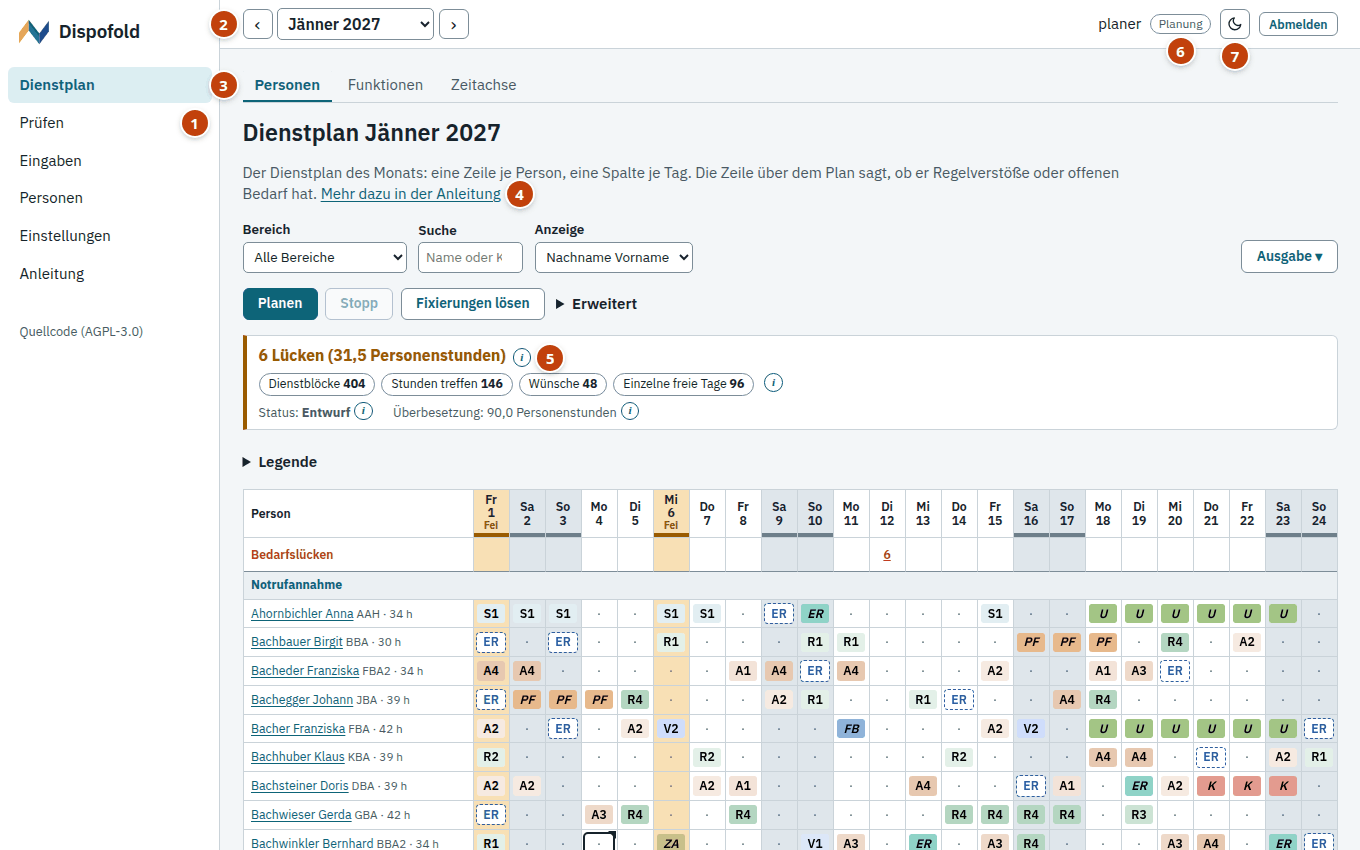 Dispofold
Dienstplan
Prüfen
Eingaben
Personen
Einstellungen
Anleitung
Quellcode (AGPL-3.0)
1
2 ‹ Jänner 2027 › planer Planung Abmelden
6 7
3 Personen Funktionen Zeitachse
Dienstplan Jänner 2027
Der Dienstplan des Monats: eine Zeile je Person, eine Spalte je Tag. Die Zeile über dem Plan sagt, ob er Regelverstöße oder offenen
Bedarf hat. Mehr dazu in der Anleitung 4
Bereich Suche Anzeige
Alle Bereiche Name oder K Nachname Vorname Ausgabe ▾
Planen Stopp Fixierungen lösen ▶ Erweitert
6 Lücken (31,5 Personenstunden) i 5
Dienstblöcke 404 Stunden treffen 146 Wünsche 48 Einzelne freie Tage 96 i
Status: Entwurf i Überbesetzung: 90,0 Personenstunden i
▶ Legende
Person Fr 1 Fei Sa 2 So 3 Mo 4 Di 5 Mi 6 Fei Do 7 Fr 8 Sa 9 So 10 Mo 11 Di 12 Mi 13 Do 14 Fr 15 Sa 16 So 17 Mo 18 Di 19 Mi 20 Do 21 Fr 22 Sa 23 So 24
Bedarfslücken 6
Notrufannahme
Ahornbichler Anna AAH · 34 h S1 S1 S1 · · S1 S1 · ER ER · · · · S1 · · U U U U U U ·
Bachbauer Birgit BBA · 30 h ER · ER · · R1 · · · R1 R1 · · · · PF PF PF · R4 · A2 · ·
Bacheder Franziska FBA2 · 34 h A4 A4 · · · · · A1 A4 ER A4 · · · A2 · · A1 A3 ER · · · ·
Bachegger Johann JBA · 39 h ER PF PF PF R4 · · · A2 R1 · · R1 ER · · A4 R4 · · · · · ·
Bacher Franziska FBA · 42 h A2 · ER · A2 V2 · · · · FB · · · A2 V2 · U U U U U U ER
Bachhuber Klaus KBA · 39 h R2 · · · · · R2 · · · · · · R2 · · · A4 A4 · ER · A2 R1
Bachsteiner Doris DBA · 39 h A2 A2 · · · · A2 A1 · · · · A4 · · ER A1 · ER A2 K K K ·
Bachwieser Gerda GBA · 42 h ER · · A3 R4 · · R4 · · · · · R4 R4 R4 R4 · R3 · · · · ·
Bachwinkler Bernhard BBA2 · 34 h R1 · · · · ZA · · · V1 A3 · ER · A3 R4 · · · A3 A4 · ER ER